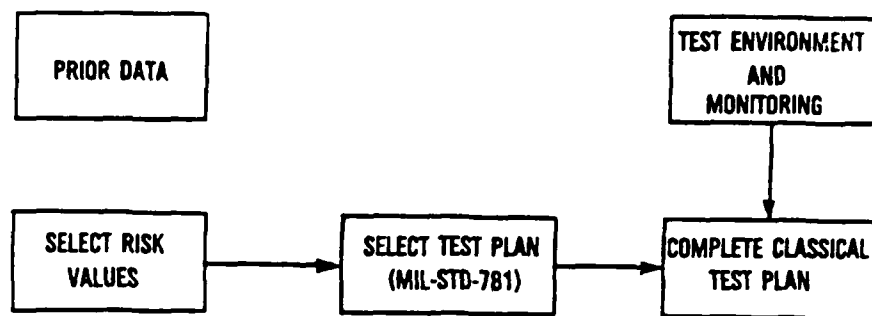 PRIOR DATA
TEST ENVIRONMENT
AND
MONITORING
SELECT RISK
VALUES
SELECT TEST PLAN
(MIL-STD-781)
COMPLETE CLASSICAL
TEST PLAN